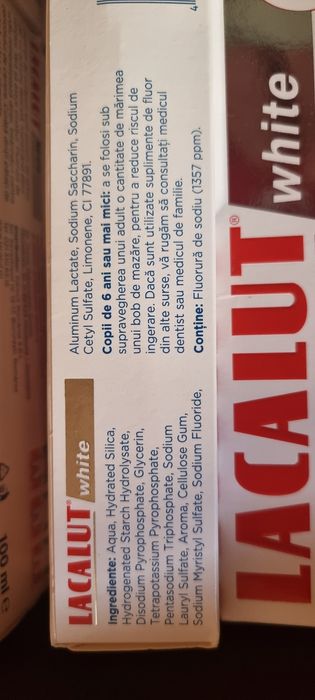 LACALUT white
Ingrediente: Aqua, Hydrated Silica,
Hydrogenated Starch Hydrolysate,
Disodium Pyrophosphate, Glycerin,
Tetrapotassium Pyrophosphate,
Pentasodium Triphosphate, Sodium
Lauryl Sulfate, Aroma, Cellulose Gum,
Sodium Myristyl Sulfate, Sodium Fluoride,
Aluminum Lactate, Sodium Saccharin, Sodium
Cetyl Sulfate, Limonene, CI 77891.
Copii de 6 ani sau mai mici: a se folosi sub
supravegherea unui adult o cantitate de mărimea
unui bob de mazăre, pentru a reduce riscul de
ingerare. Dacă sunt utilizate suplimente de fluor
din alte surse, vă rugăm să consultați medicul
dentist sau medicul de familie.
Conține: Fluorură de sodiu (1357 ppm).
LACALUT® white
100 ml e
4